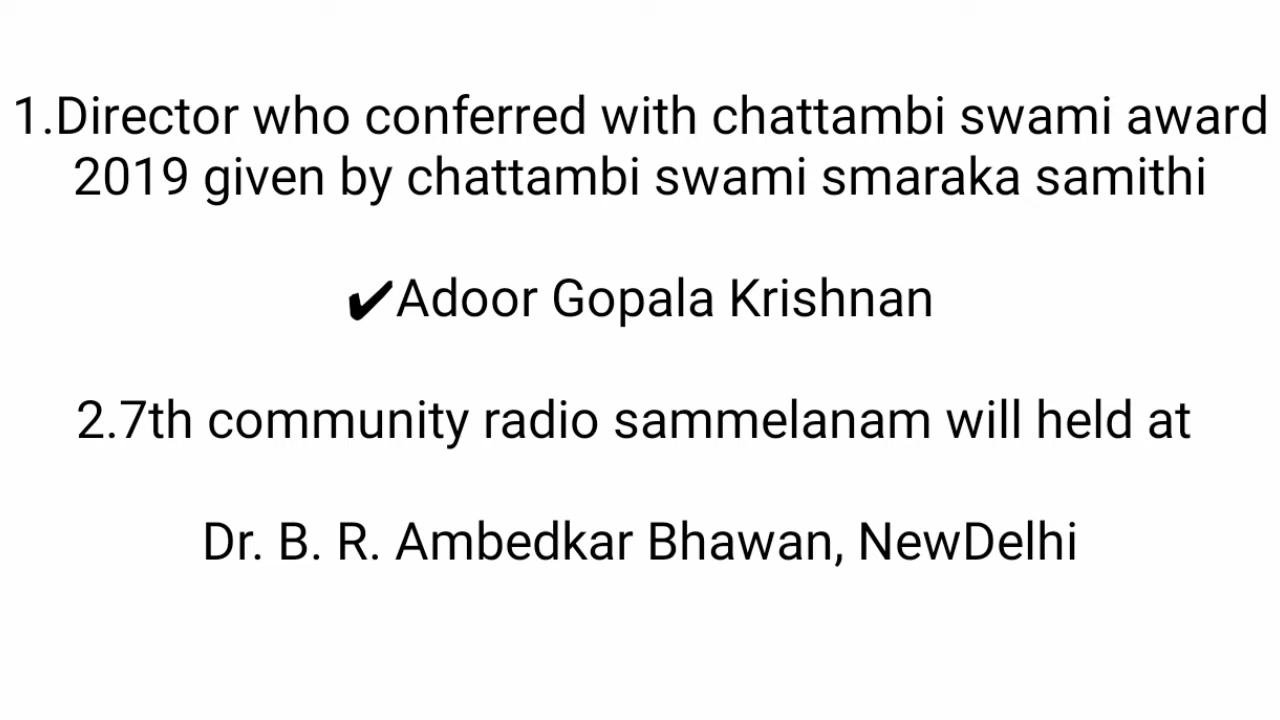 1.Director who conferred with chattambi swami award
2019 given by chattambi swami smaraka samithi
✔Adoor Gopala Krishnan
2.7th community radio sammelanam will held at
Dr. B. R. Ambedkar Bhawan, NewDelhi